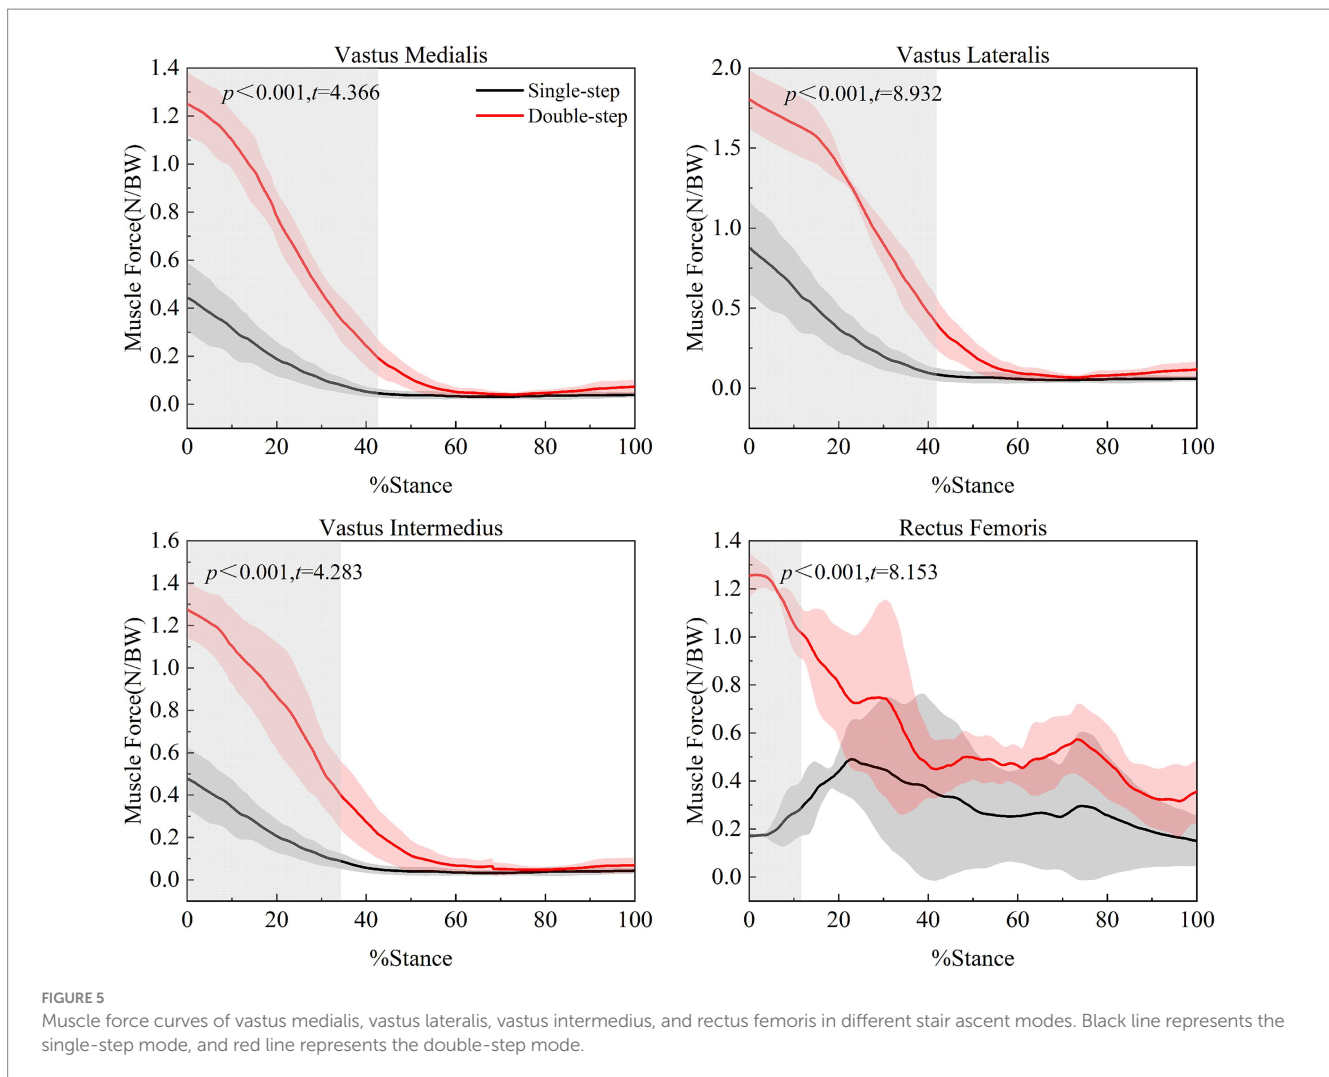 Vastus Medialis
1.4
1.2
1.0
0.8
0.6
0.4
0.2
0.0
Muscle Force(N/BW)
p<0.001,t=4.366
Single-step
Double-step
0 20 40 60 80 100
%Stance
Vastus Lateralis
2.0
1.5
1.0
0.5
0.0
Muscle Force(N/BW)
p<0.001,t=8.932
0 20 40 60 80 100
%Stance
Vastus Intermedius
1.6
1.4
1.2
1.0
0.8
0.6
0.4
0.2
0.0
Muscle Force(N/BW)
p<0.001,t=4.283
0 20 40 60 80 100
%Stance
Rectus Femoris
1.4
1.2
1.0
0.8
0.6
0.4
0.2
0.0
Muscle Force(N/BW)
p<0.001,t=8.153
0 20 40 60 80 100
%Stance
FIGURE 5
Muscle force curves of vastus medialis, vastus lateralis, vastus intermedius, and rectus femoris in different stair ascent modes. Black line represents the
single-step mode, and red line represents the double-step mode.